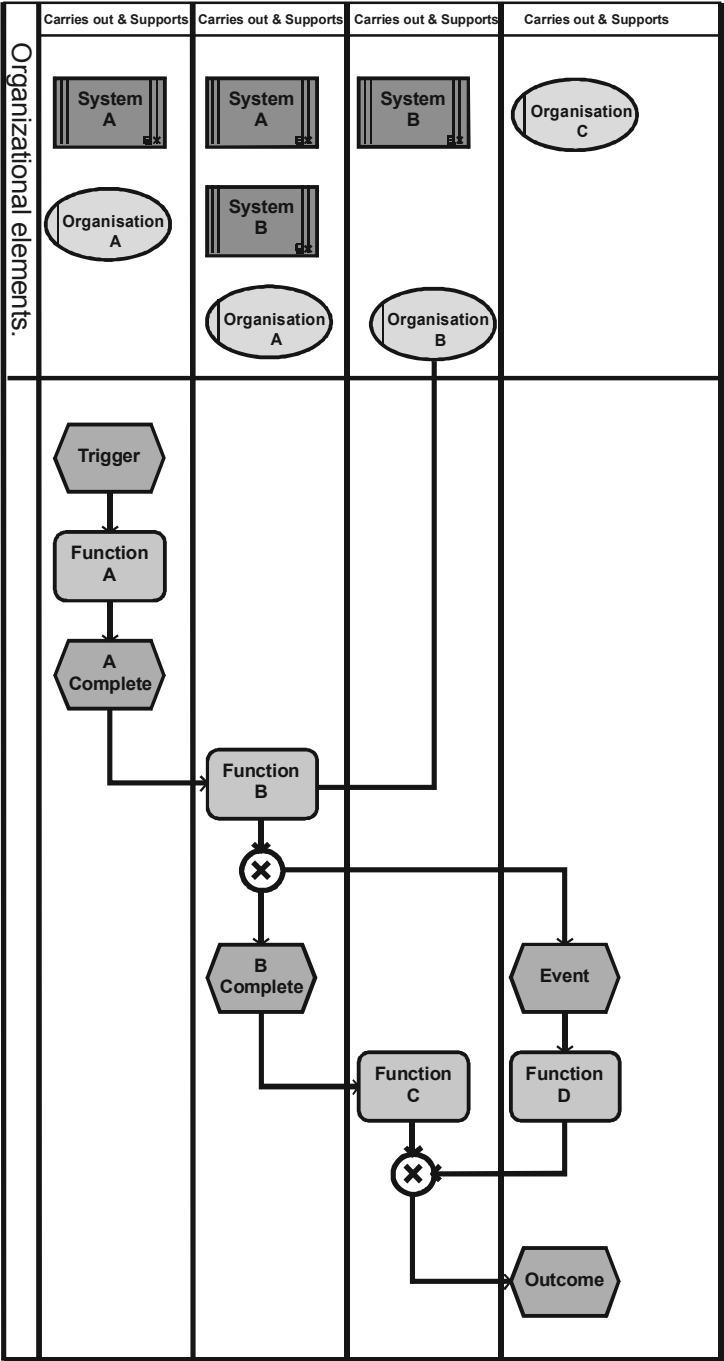 Carries out & Supports
Carries out & Supports
Carries out & Supports
Carries out & Supports
Organizational elements.
System
A
System
A
System
B
Organisation
C
Organisation
A
System
B
Organisation
A
Organisation
B
Trigger
Function
A
A
Complete
Function
B
B
Complete
Event
Function
C
Function
D
Outcome